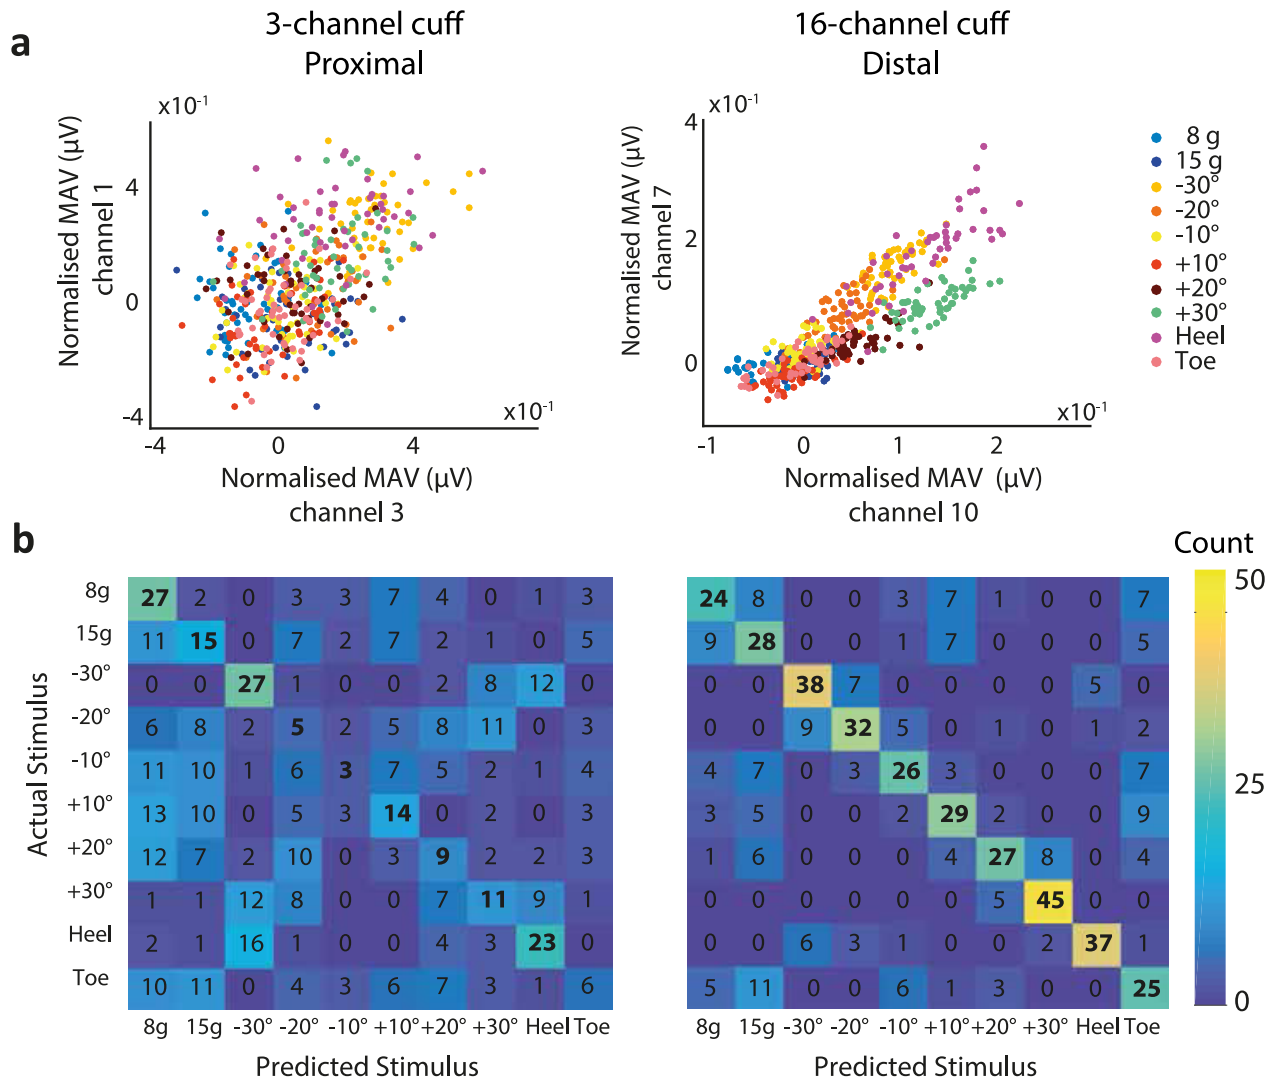 3-channel cuff
Proximal
16-channel cuff
Distal
a
x10-1
Normalised MAV (μV)
channel 1
4
0
-4
-4
0
4
x10-1
Normalised MAV (μV)
channel 3
x10-1
Normalised MAV (μV)
channel 7
4
2
0
-1
0
1
2
x10-1
Normalised MAV (μV)
channel 10
8 g
15 g
-30°
-20°
-10°
+10°
+20°
+30°
Heel
Toe
b
Actual Stimulus
8g 27 2 0 3 3 7 4 0 1 3
15g 11 15 0 7 2 7 2 1 0 5
-30° 0 0 27 1 0 0 2 8 12 0
-20° 6 8 2 5 2 5 8 11 0 3
-10° 11 10 1 6 3 7 5 2 1 4
+10° 13 10 0 5 3 14 0 2 0 3
+20° 12 7 2 10 0 3 9 2 2 3
+30° 1 1 12 8 0 0 7 11 9 1
Heel 2 1 16 1 0 0 4 3 23 0
Toe 10 11 0 4 3 6 7 3 1 6
8g 15g -30° -20° -10° +10° +20° +30° Heel Toe
Predicted Stimulus
24 8 0 0 3 7 1 0 0 7
9 28 0 0 1 7 0 0 0 5
0 0 38 7 0 0 0 0 5 0
0 0 9 32 5 0 1 0 1 2
4 7 0 3 26 3 0 0 0 7
3 5 0 0 2 29 2 0 0 9
1 6 0 0 0 4 27 8 0 4
0 0 0 0 0 0 5 45 0 0
0 0 6 3 1 0 0 2 37 1
5 11 0 0 6 1 3 0 0 25
8g 15g -30° -20° -10° +10° +20° +30° Heel Toe
Predicted Stimulus
Count
50
25
0